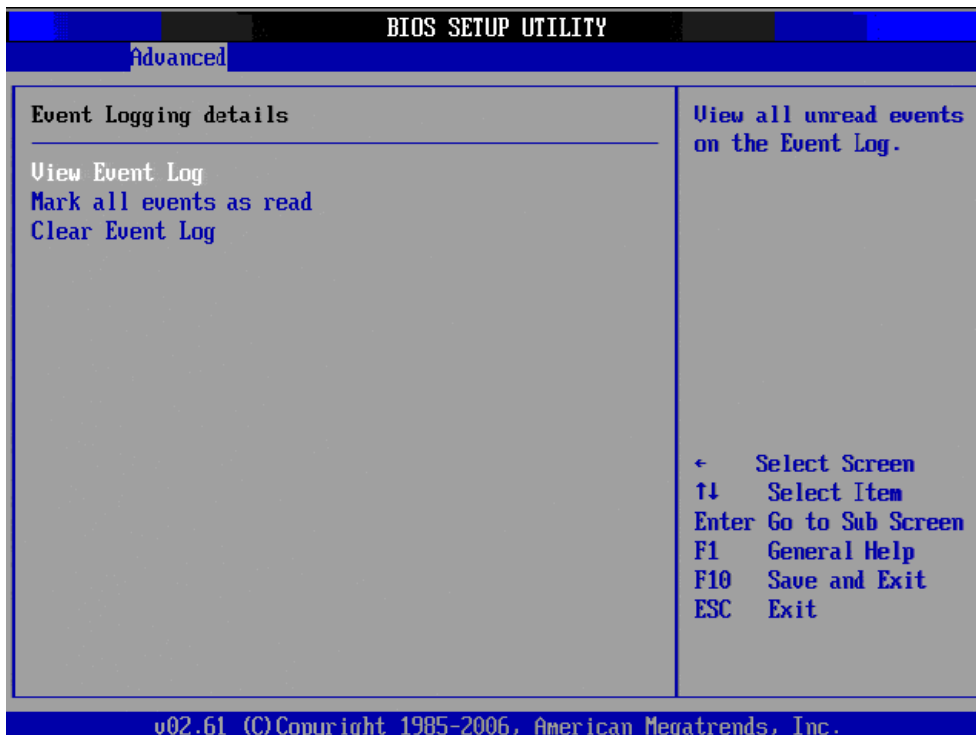 BIOS SETUP UTILITY
Advanced
Event Logging details
View Event Log
Mark all events as read
Clear Event Log
View all unread events
on the Event Log.
← Select Screen
↑↓ Select Item
Enter Go to Sub Screen
F1 General Help
F10 Save and Exit
ESC Exit
v02.61 (C)Copyright 1985-2006, American Megatrends, Inc.